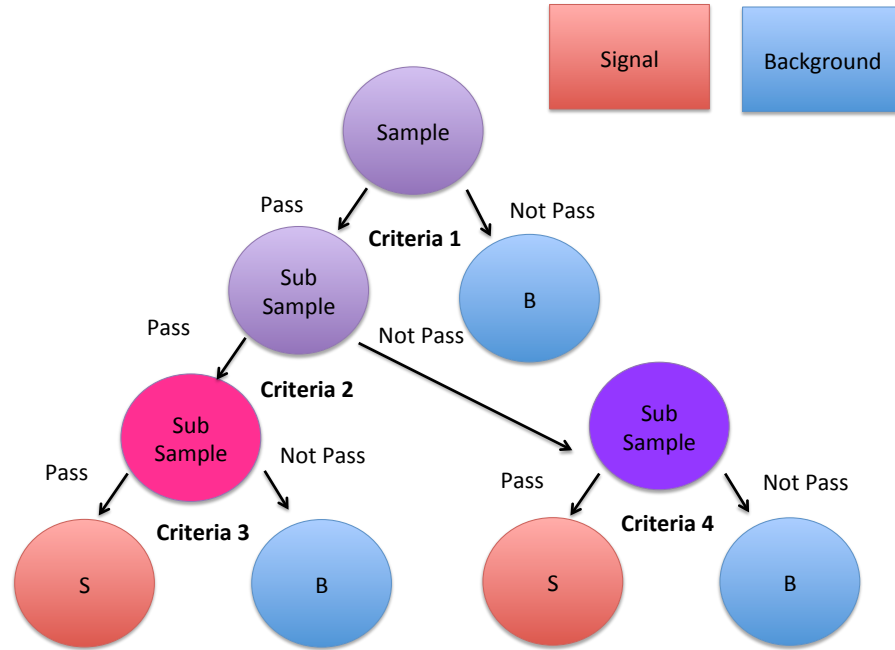 Signal
Background
Sample
Pass
Not Pass
Criteria 1
Sub
Sample
B
Pass
Not Pass
Criteria 2
Sub
Sample
Sub
Sample
Pass
Not Pass
Pass
Not Pass
Criteria 3
Criteria 4
S
B
S
B